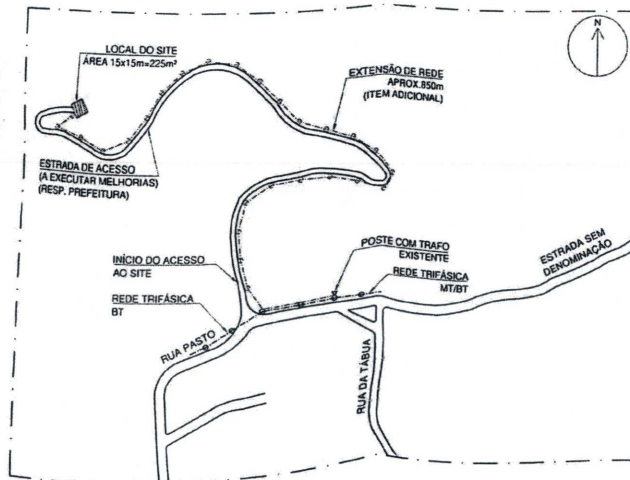 N
LOCAL DO SITE
ÁREA 15x15m=225m²
EXTENSÃO DE REDE
APROX.850m
(ITEM ADICIONAL)
ESTRADA DE ACESSO
(A EXECUTAR MELHORIAS)
(RESP. PREFEITURA)
POSTE COM TRAFO
EXISTENTE
ESTRADA SEM
DENOMINAÇÃO
INÍCIO DO ACESSO
AO SITE
REDE TRIFÁSICA
MT/BT
REDE TRIFÁSICA
BT
RUA PASTO
RUA DA TÁBUA